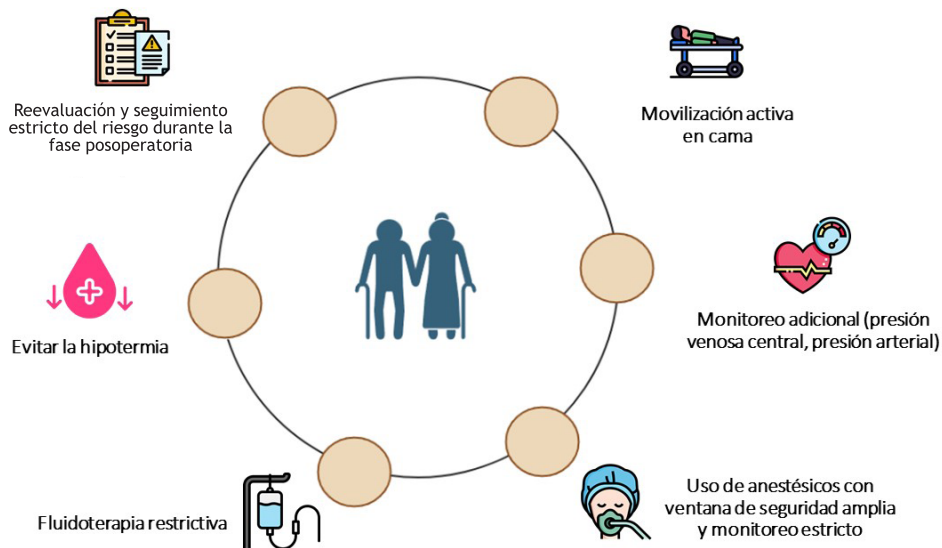 Reevaluación y seguimiento
estricto del riesgo durante la
fase posoperatoria
Movilización activa
en cama
Evitar la hipotermia
Monitoreo adicional (presión
venosa central, presión arterial)
Fluidoterapia restrictiva
Uso de anestésicos con
ventana de seguridad amplia
y monitoreo estricto